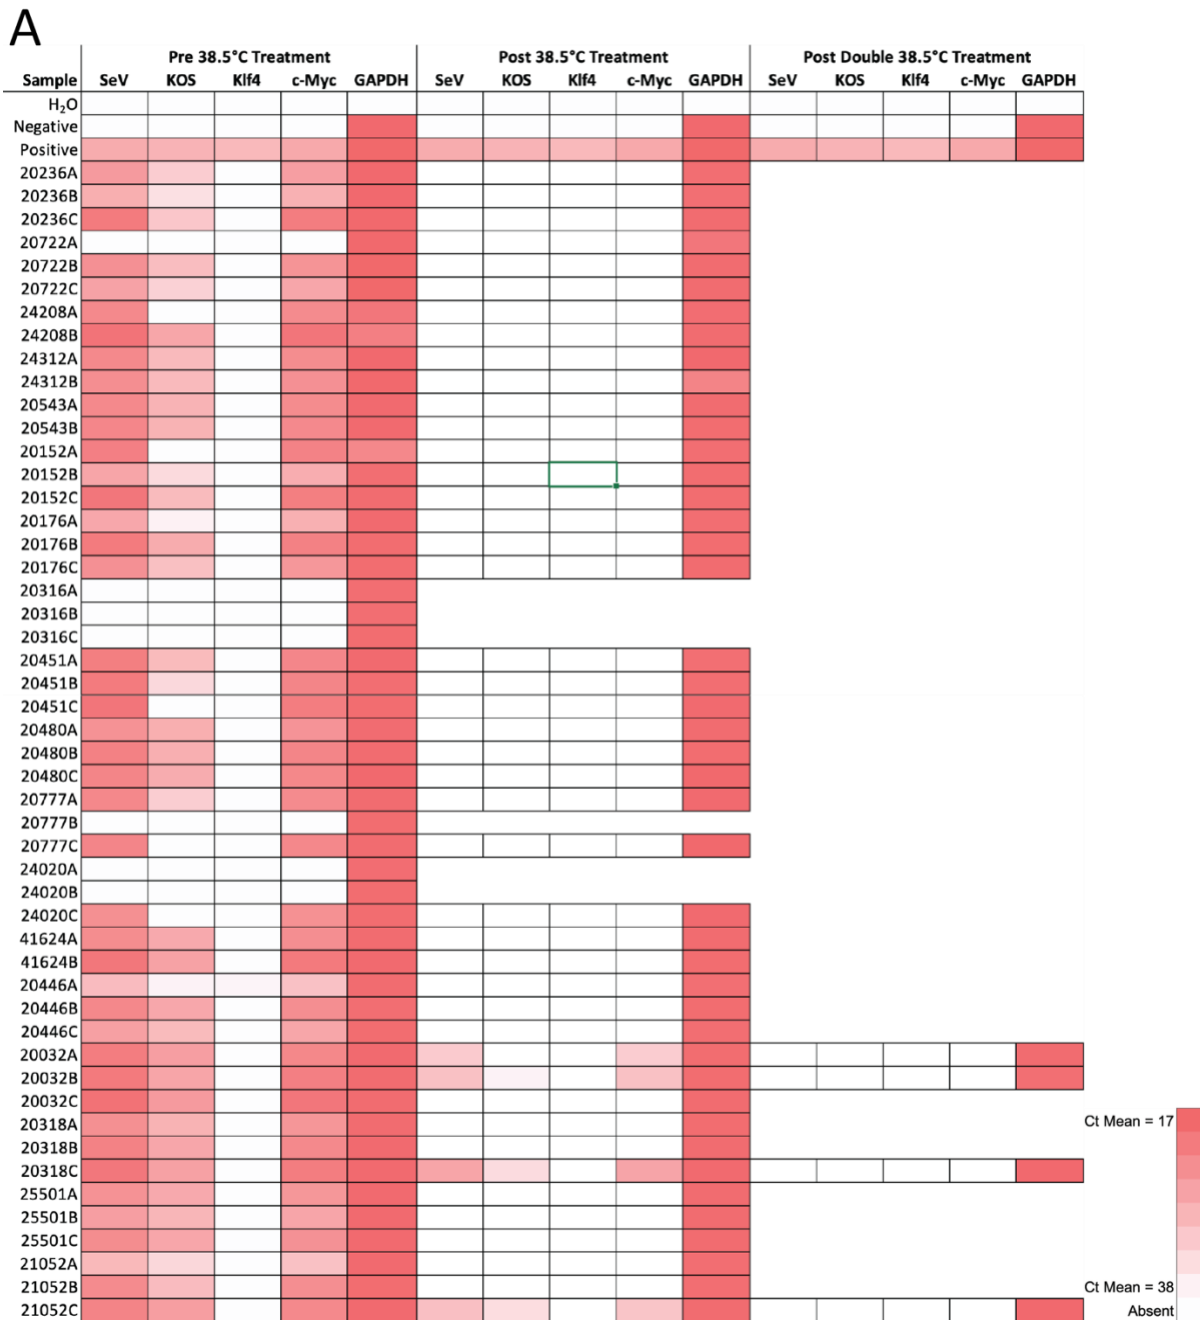 A
Pre 38.5°C Treatment Post 38.5°C Treatment Post Double 38.5°C Treatment
Sample SeV KOS Klf4 c-Myc GAPDH SeV KOS Klf4 c-Myc GAPDH SeV KOS Klf4 c-Myc GAPDH
H₂O
Negative
Positive
20236A
20236B
20236C
20722A
20722B
20722C
24208A
24208B
24312A
24312B
20543A
20543B
20152A
20152B
20152C
20176A
20176B
20176C
20316A
20316B
20316C
20451A
20451B
20451C
20480A
20480B
20480C
20777A
20777B
20777C
24020A
24020B
24020C
41624A
41624B
20446A
20446B
20446C
20032A
20032B
20032C
20318A
20318B
20318C
25501A
25501B
25501C
21052A
21052B
21052C
Ct Mean = 17
Ct Mean = 38
Absent